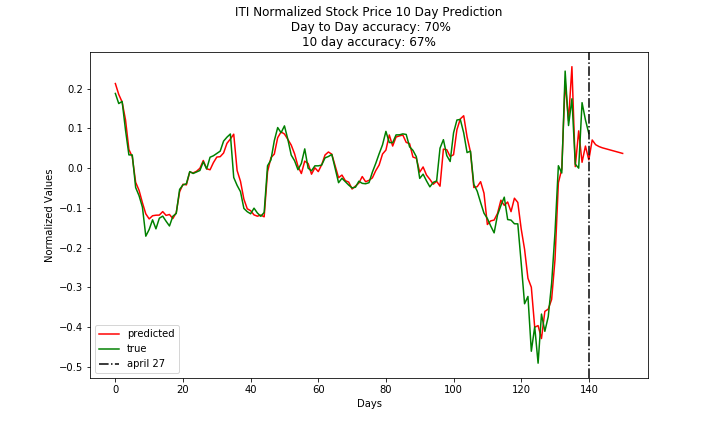 ITI Normalized Stock Price 10 Day Prediction
Day to Day accuracy: 70%
10 day accuracy: 67%
Normalized Values
0.2
0.1
0.0
−0.1
−0.2
−0.3
−0.4
−0.5
predicted
true
april 27
0 20 40 60 80 100 120 140
Days